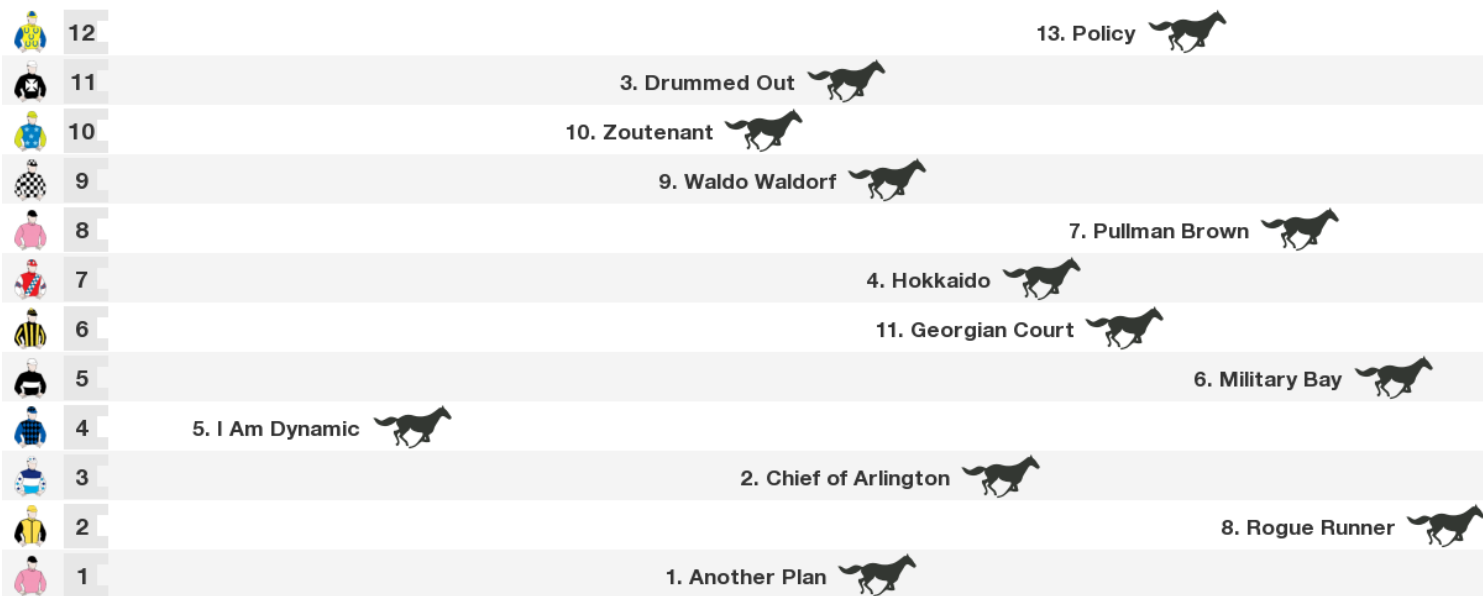 12 13. Policy
11 3. Drummed Out
10 10. Zoutenant
9 9. Waldo Waldorf
8 7. Pullman Brown
7 4. Hokkaido
6 11. Georgian Court
5 6. Military Bay
4 5. I Am Dynamic
3 2. Chief of Arlington
2 8. Rogue Runner
1 1. Another Plan